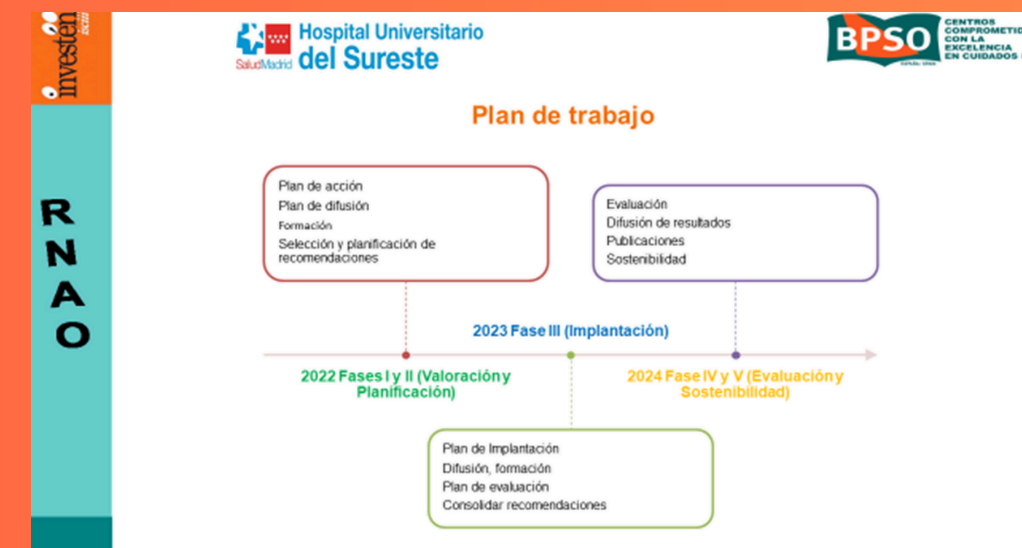 investen
isciii
Hospital Universitario
del Sureste
SaludMadrid
BPSO
CENTROS
COMPROMETID
CON LA
EXCELENCIA
EN CUIDADOS
RNAO
Plan de trabajo
Plan de acción
Plan de difusión
Formación
Selección y planificación de
recomendaciones
Evaluación
Difusión de resultados
Publicaciones
Sostenibilidad
2023 Fase III (Implantación)
2022 Fases I y II (Valoración y
Planificación)
2024 Fase IV y V (Evaluación y
Sostenibilidad)
Plan de Implantación
Difusión, formación
Plan de evaluación
Consolidar recomendaciones